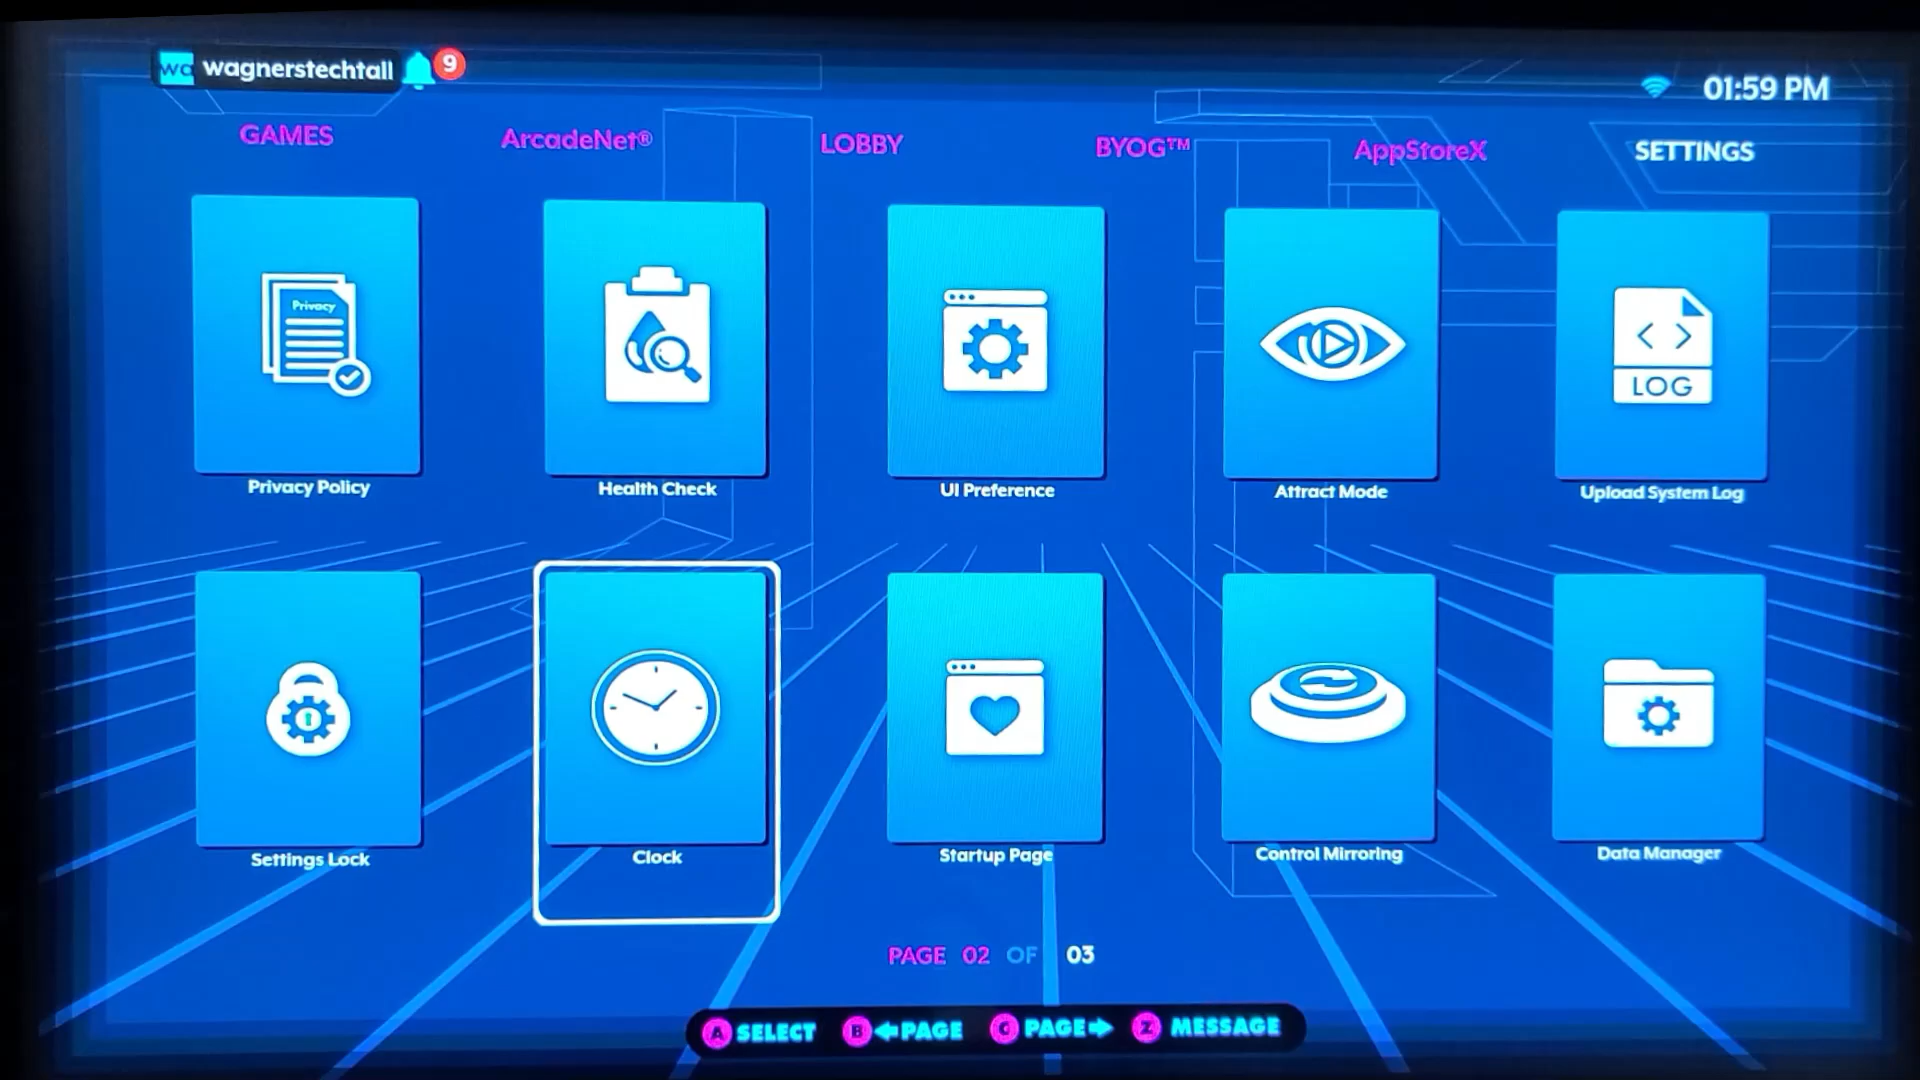 wa wagnerstechtall 9
01:59 PM
GAMES ArcadeNet® LOBBY BYOG™ AppStoreX SETTINGS
Privacy
LOG
Privacy Policy Health Check UI Preference Attract Mode Upload System Log
Settings Lock Clock Startup Page Control Mirroring Data Manager
PAGE 02 OF 03
A SELECT B PAGE C PAGE Z MESSAGE